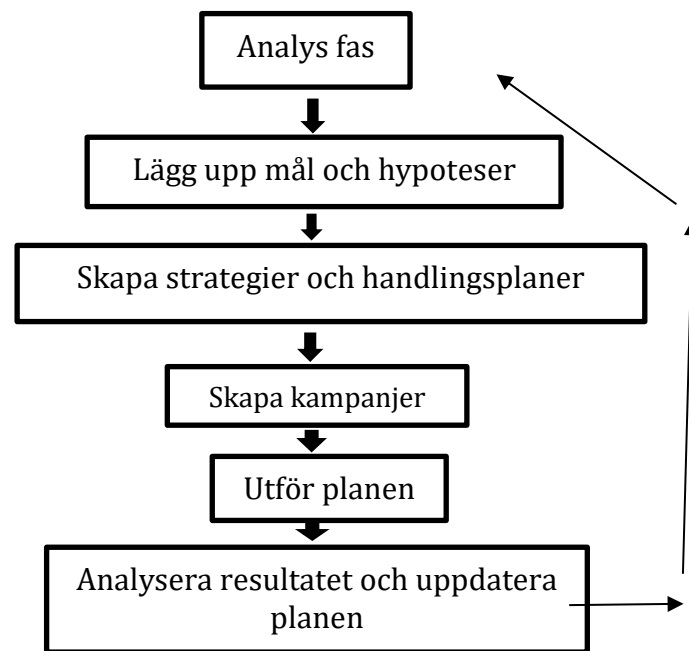 Analys fas
Lägg upp mål och hypoteser
Skapa strategier och handlingsplaner
Skapa kampanjer
Utför planen
Analysera resultatet och uppdatera
planen